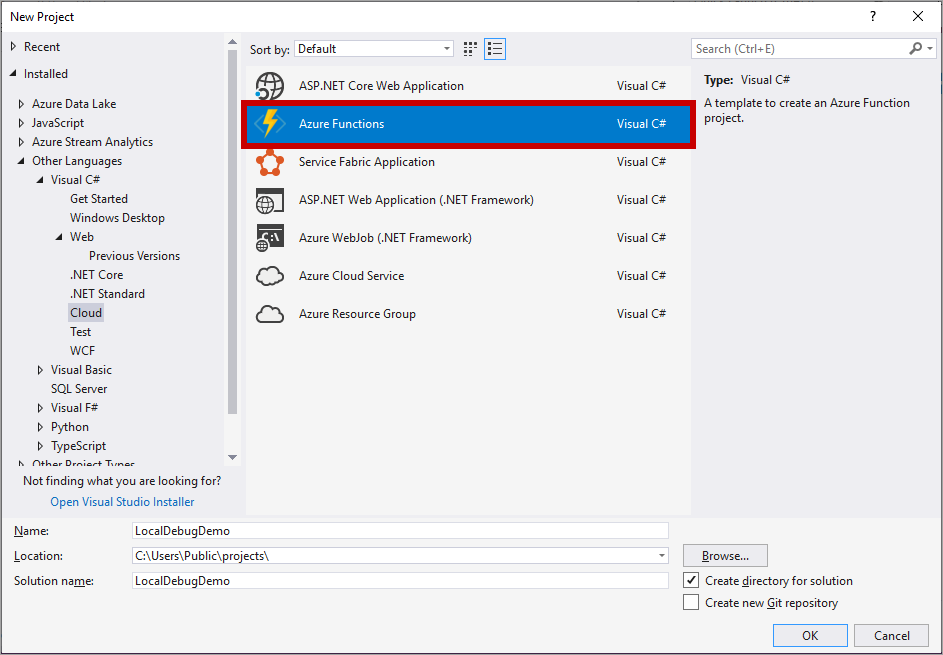 New Project
?
Recent
Installed
Azure Data Lake
JavaScript
Azure Stream Analytics
Other Languages
Visual C#
Get Started
Windows Desktop
Web
Previous Versions
.NET Core
.NET Standard
Cloud
Test
WCF
Visual Basic
SQL Server
Visual F#
Python
TypeScript
Other Project Types
Not finding what you are looking for?
Open Visual Studio Installer
Sort by: Default
ASP.NET Core Web Application Visual C#
Azure Functions Visual C#
Service Fabric Application Visual C#
ASP.NET Web Application (.NET Framework) Visual C#
Azure WebJob (.NET Framework) Visual C#
Azure Cloud Service Visual C#
Azure Resource Group Visual C#
Search (Ctrl+E)
Type: Visual C#
A template to create an Azure Function
project.
Name: LocalDebugDemo
Location: C:\Users\Public\projects\
Browse...
Solution name: LocalDebugDemo
Create directory for solution
Create new Git repository
OK Cancel